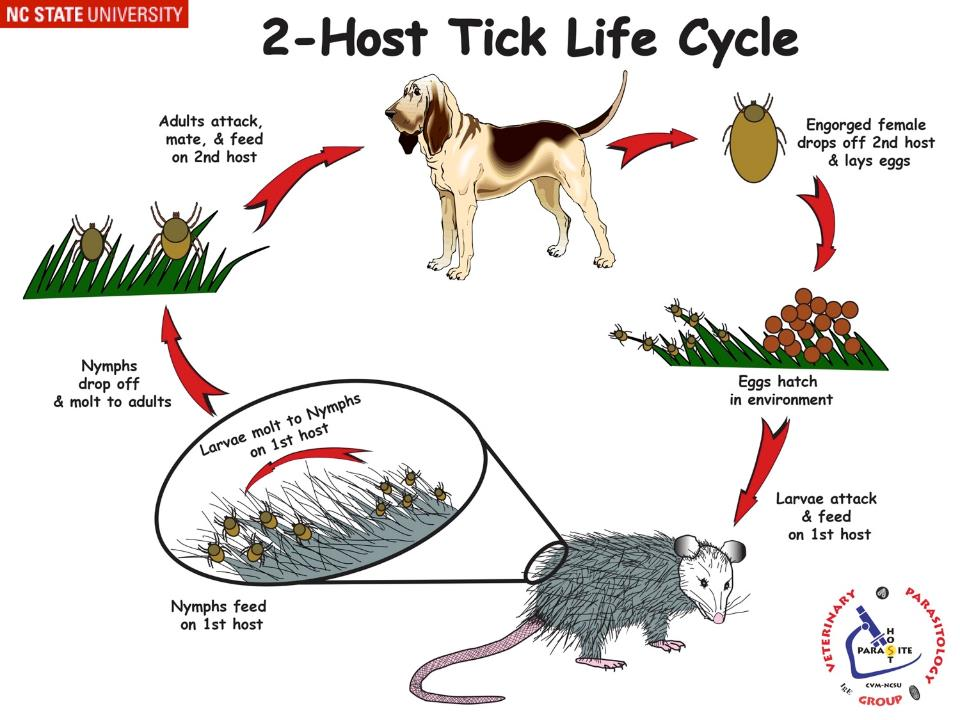 NC STATE UNIVERSITY
2-Host Tick Life Cycle
Adults attack,
mate, & feed
on 2nd host
Engorged female
drops off 2nd host
& lays eggs
Eggs hatch
in environment
Larvae attack
& feed
on 1st host
Larvae molt to Nymphs
on 1st host
Nymphs feed
on 1st host
Nymphs
drop off
& molt to adults
VETERINARY
PARASITOLOGY
GROUP
HOST
PARASITE
CVM-NCSU